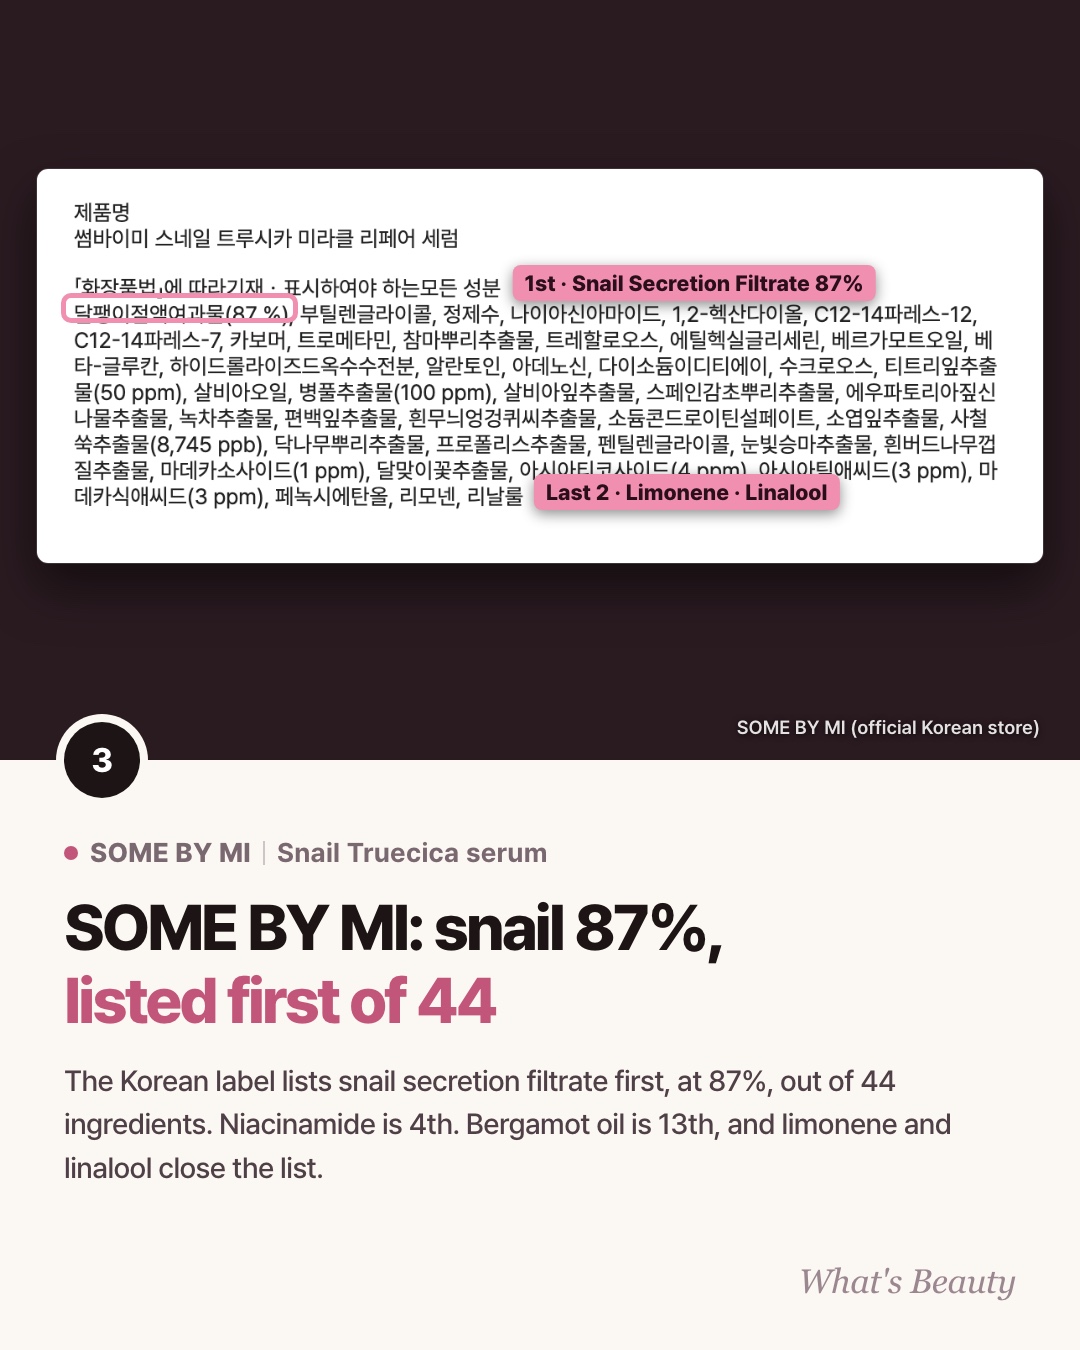 제품명
썸바이미 스네일 트루시카 미라클 리페어 세럼
「화장품법」에 따라기재 · 표시하여야 하는모든 성분
1st · Snail Secretion Filtrate 87%
달팽이점액여과물(87 %), 부틸렌글라이콜, 정제수, 나이아신아마이드, 1,2-헥산다이올, C12-14파레스-12,
C12-14파레스-7, 카보머, 트로메타민, 참마뿌리추출물, 트레할로오스, 에틸헥실글리세린, 베르가모트오일, 베
타-글루칸, 하이드롤라이즈드옥수수전분, 알란토인, 아데노신, 다이소듐이디티에이, 수크로오스, 티트리잎추출
물(50 ppm), 살비아오일, 병풀추출물(100 ppm), 살비아잎추출물, 스페인감초뿌리추출물, 에우파토리아짚신
나물추출물, 녹차추출물, 편백잎추출물, 흰무늬엉겅퀴씨추출물, 소듐콘드로이틴설페이트, 소엽잎추출물, 사철
쑥추출물(8,745 ppb), 닥나무뿌리추출물, 프로폴리스추출물, 펜틸렌글라이콜, 눈빛승마추출물, 흰버드나무껍
질추출물, 마데카소사이드(1 ppm), 달맞이꽃추출물, 아시아티코사이드(4 ppm), 아시아틱애씨드(3 ppm), 마
데카식애씨드(3 ppm), 페녹시에탄올, 리모넨, 리날룰
Last 2 · Limonene · Linalool
SOME BY MI (official Korean store)
3
SOME BY MI | Snail Truecica serum
SOME BY MI: snail 87%,
listed first of 44
The Korean label lists snail secretion filtrate first, at 87%, out of 44
ingredients. Niacinamide is 4th. Bergamot oil is 13th, and limonene and
linalool close the list.
What's Beauty